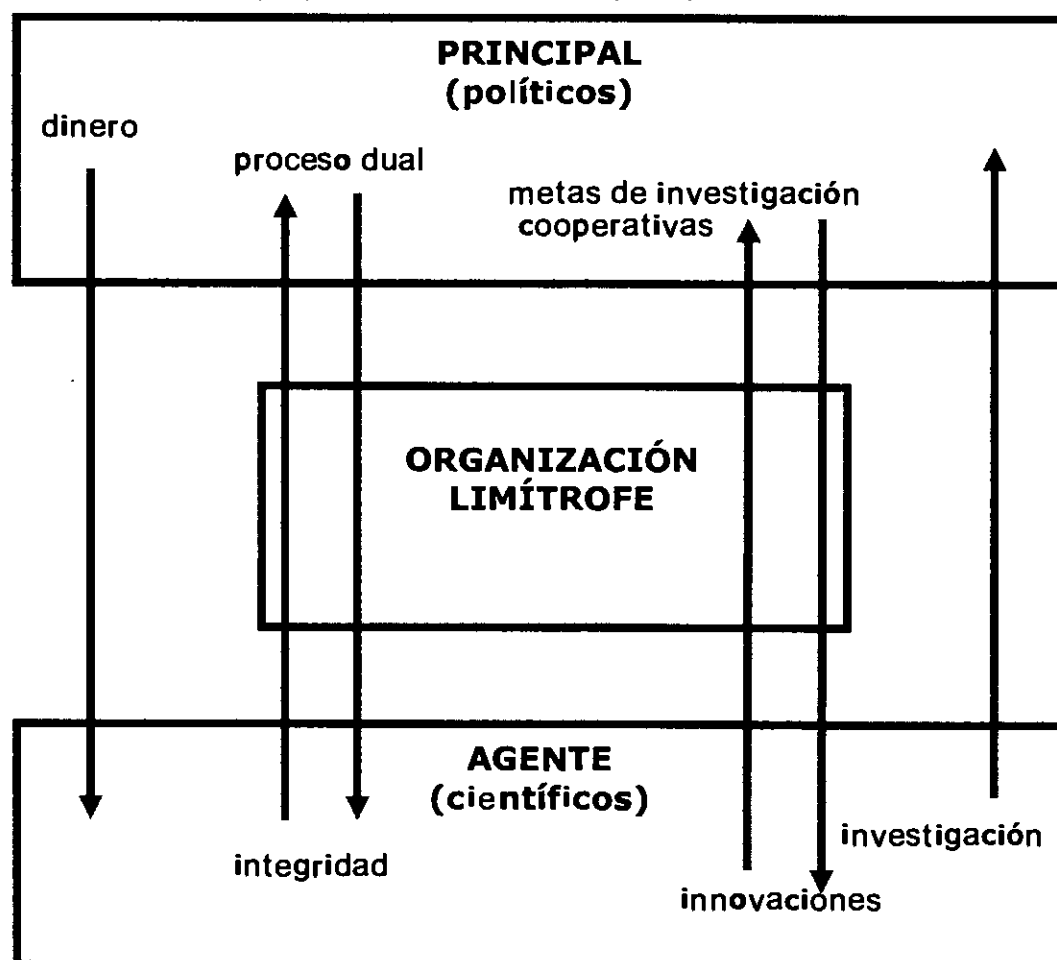 PRINCIPAL
(políticos)
dinero
proceso dual
metas de investigación
cooperativas
ORGANIZACIÓN
LIMÍTROFE
AGENTE
(científicos)
investigación
integridad
innovaciones